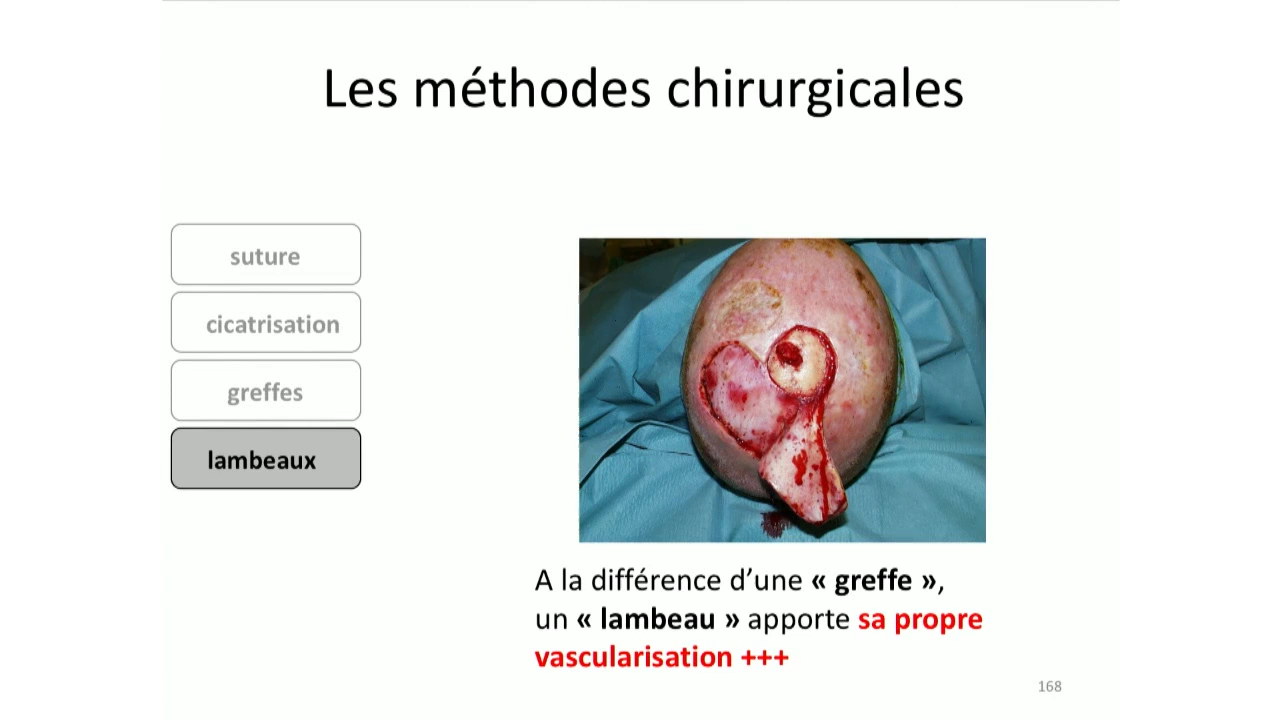 Les méthodes chirurgicales
suture
cicatrisation
greffes
lambeaux
A la différence d’une « greffe »,
un « lambeau » apporte sa propre
vascularisation +++
168